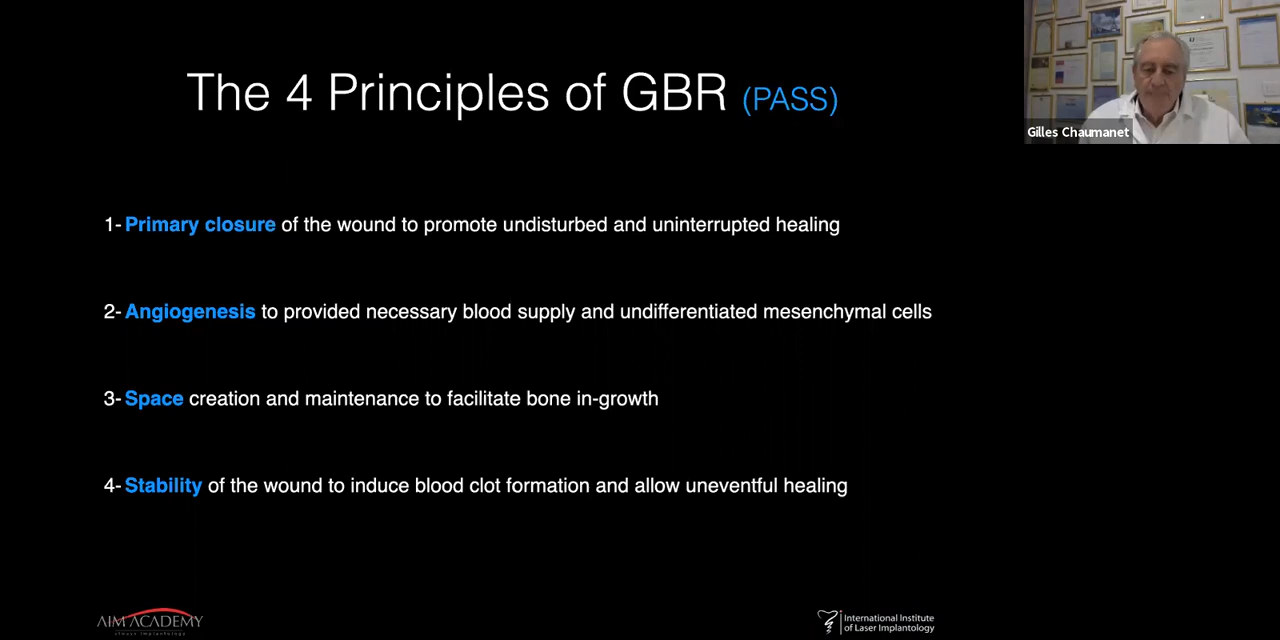 The 4 Principles of GBR (PASS)
Gilles Chaumanet
1- Primary closure of the wound to promote undisturbed and uninterrupted healing
2- Angiogenesis to provided necessary blood supply and undifferentiated mesenchymal cells
3- Space creation and maintenance to facilitate bone in-growth
4- Stability of the wound to induce blood clot formation and allow uneventful healing
AIM ACADEMY
International Institute
of Laser Implantology